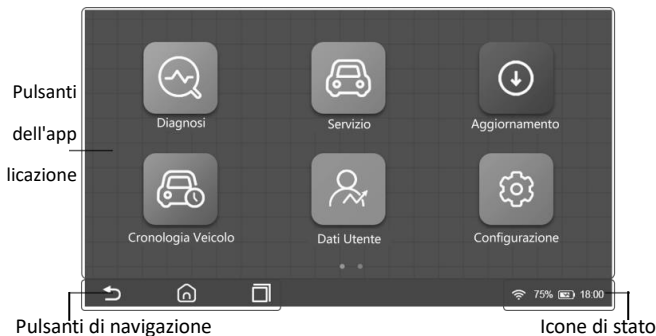 Pulsanti
dell'app
licazione
Diagnosi
Servizio
Aggiornamento
Cronologia Veicolo
Dati Utente
Configurazione
75% 18:00
Pulsanti di navigazione
Icone di stato